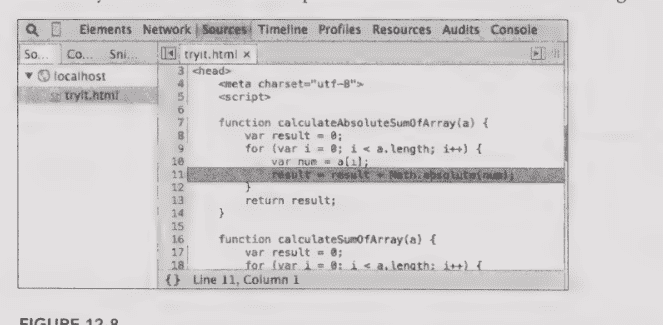 Elements Network Sources Timeline Profiles Resources Audits Console
So... Co... Sni... tryit.html ×
localhost
tryit.html
3 <head>
4 <meta charset="utf-8">
5 <script>
6
7 function calculateAbsoluteSumOfArray(a) {
8 var result = 0;
9 for (var i = 0; i < a.length; i++) {
10 var num = a[i];
11 result = result + Math.absolute(num);
12 }
13 return result;
14 }
15
16 function calculateSumOfArray(a) {
17 var result = 0;
18 for (var i = 0; i < a.length; i++) {
{} Line 11, Column 1
FIGURE 12-8